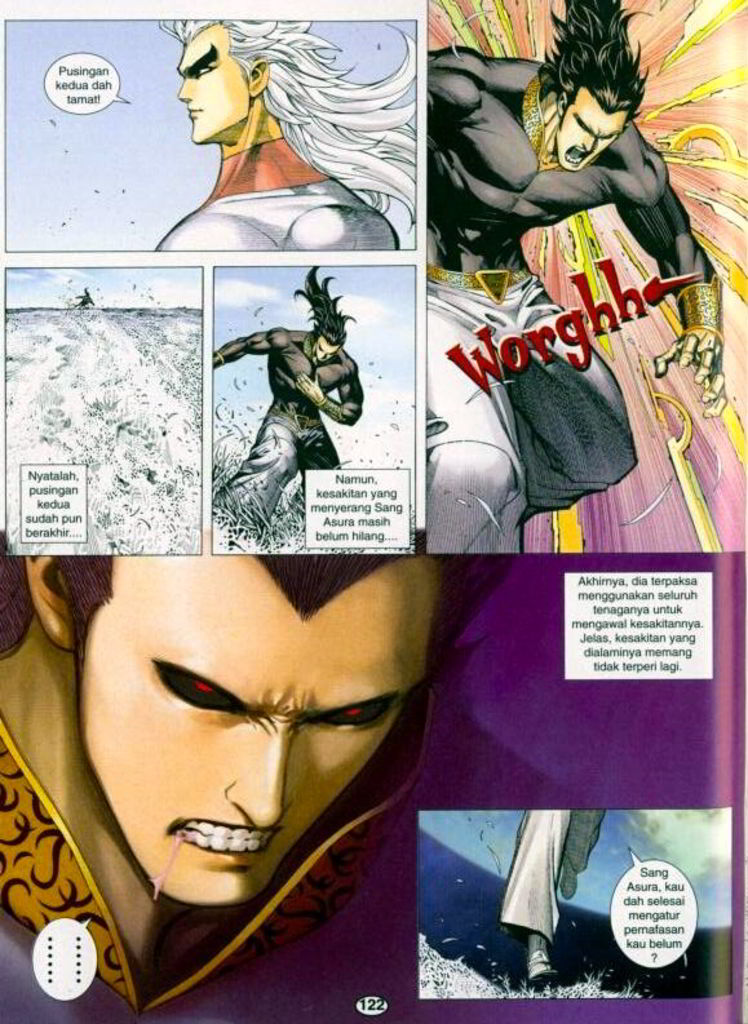 Pusingan
kedua dah
tamat!
Worghh
Nyatalah,
pusingan
kedua
sudah pun
berakhir....
Namun,
kesakitan yang
menyerang Sang
Asura masih
belum hilang....
Akhirnya, dia terpaksa
menggunakan seluruh
tenaganya untuk
mengawal kesakitannya.
Jelas, kesakitan yang
dialaminya memang
tidak terperi lagi.
Sang
Asura, kau
dah selesai
mengatur
pernafasan
kau belum
?
122